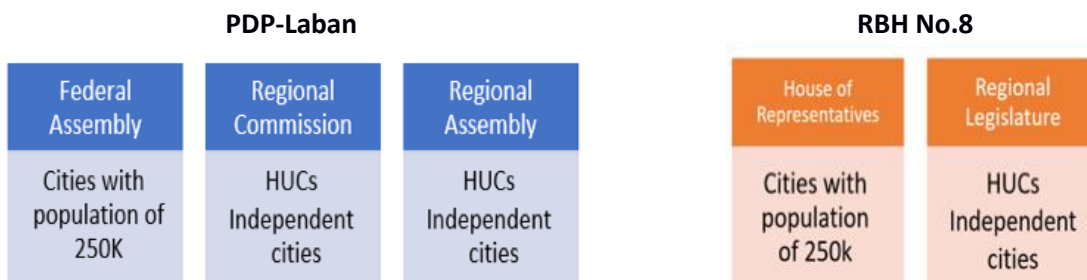 PDP-Laban
Federal
Assembly
Cities with
population of
250K
Regional
Commission
HUCs
Independent
cities
Regional
Assembly
HUCs
Independent
cities
RBH No.8
House of
Representatives
Cities with
population
of 250k
Regional
Legislature
HUCs
Independent
cities